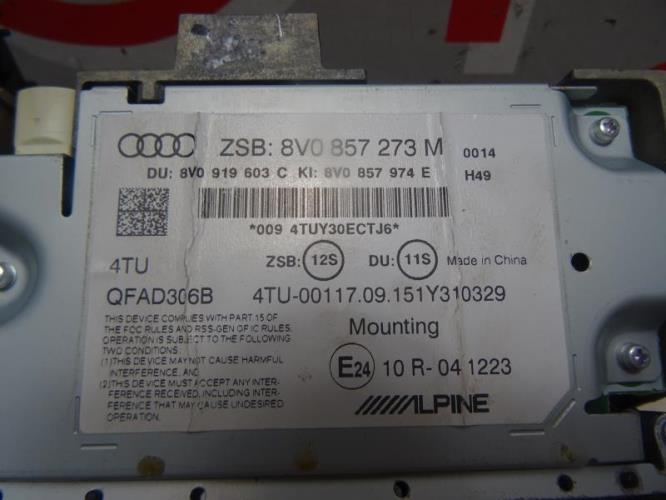 ZSB: 8V0 857 273 M 0014
DU: 8V0 919 603 C KI: 8V0 857 974 E H49
*009 4TUY30ECTJ6*
4TU ZSB: 12S DU: 11S Made in China
QFAD306B 4TU-00117.09.151Y310329
THIS DEVICE COMPLIES WITH PART 15 OF
THE FCC RULES AND RSS-GEN OF IC RULES.
OPERATION IS SUBJECT TO THE FOLLOWING
TWO CONDITIONS.
(1)THIS DEVICE MAY NOT CAUSE HARMFUL
INTERFERENCE, AND
(2)THIS DEVICE MUST ACCEPT ANY INTER-
FERENCE RECEIVED, INCLUDING INTER-
FERENCE THAT MAY CAUSE UNDESIRED
OPERATION.
Mounting
E24 10 R-04 1223
ALPINE